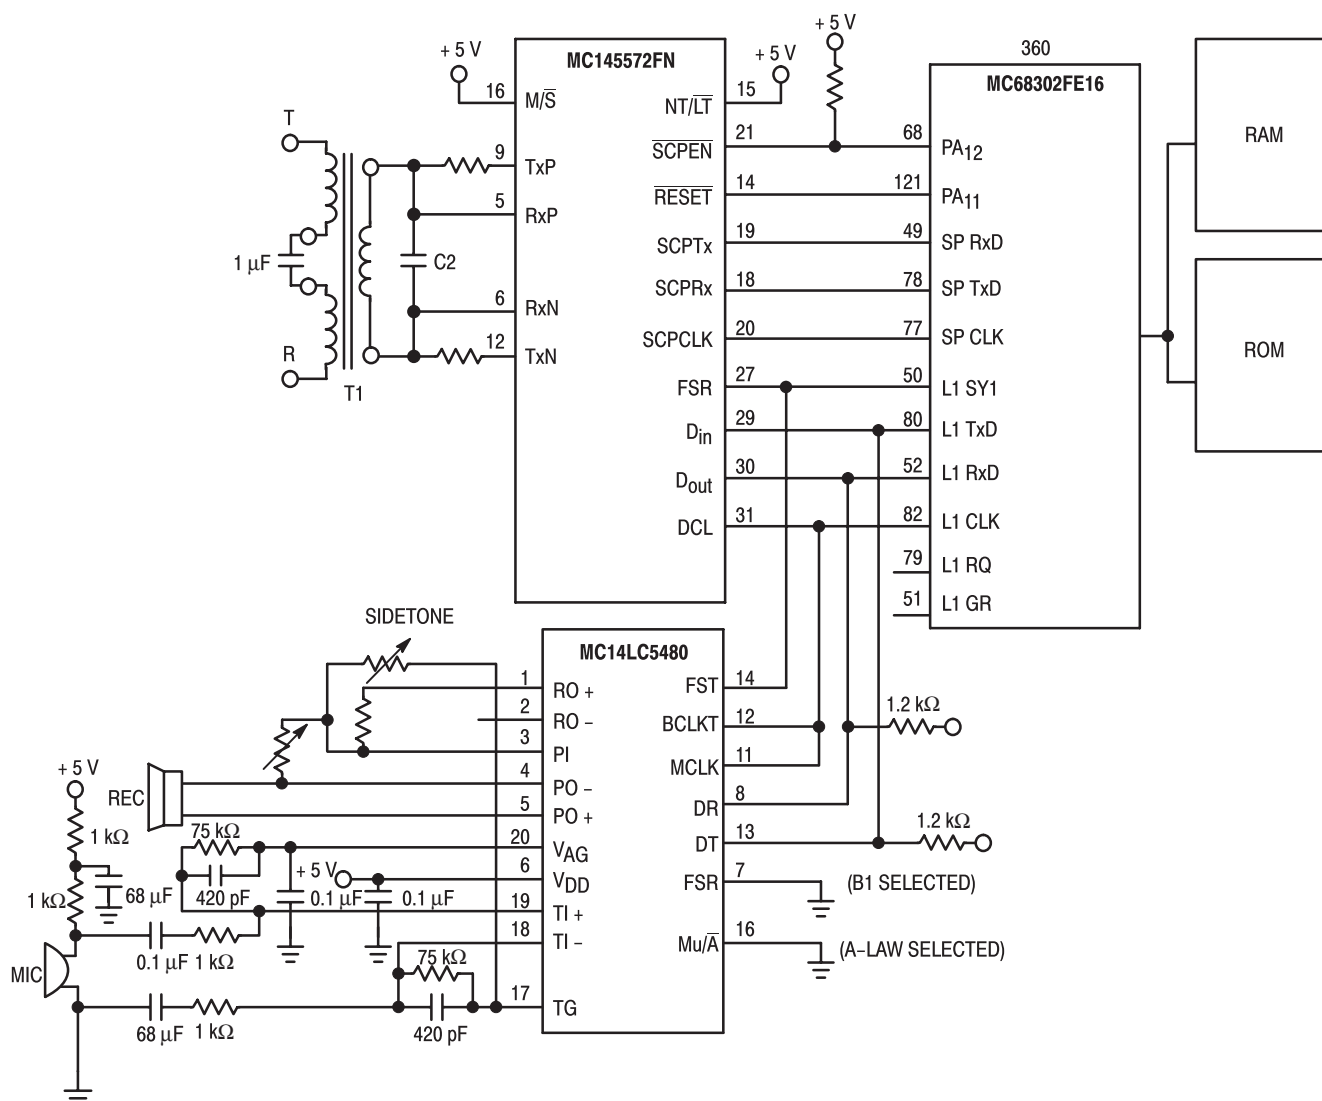 + 5 V
360
+ 5 V
MC145572FN
+ 5 V
MC68302FE16
16
M/S̅
NT/L̅T̅
15
T
S̅C̅P̅E̅N̅
21
68
PA12
RAM
9
TxP
R̅E̅S̅E̅T̅
14
121
PA11
5
RxP
SCPTx
19
49
SP RxD
1 µF
C2
SCPRx
18
78
SP TxD
6
RxN
SCPCLK
20
77
SP CLK
ROM
R
12
TxN
T1
FSR
27
50
L1 SY1
Din
29
80
L1 TxD
Dout
30
52
L1 RxD
DCL
31
82
L1 CLK
79
L1 RQ
51
L1 GR
SIDETONE
MC14LC5480
1
RO +
FST
14
2
RO –
BCLKT
12
1.2 kΩ
3
PI
MCLK
11
+ 5 V
REC
4
PO –
DR
8
5
PO +
1 kΩ
75 kΩ
20
VAG
DT
13
1.2 kΩ
+ 5 V
6
VDD
FSR
7
(B1 SELECTED)
1 kΩ
68 µF
420 pF
0.1 µF
0.1 µF
19
TI +
18
TI –
Mu/A̅
16
(A–LAW SELECTED)
MIC
0.1 µF
1 kΩ
75 kΩ
17
TG
68 µF
1 kΩ
420 pF